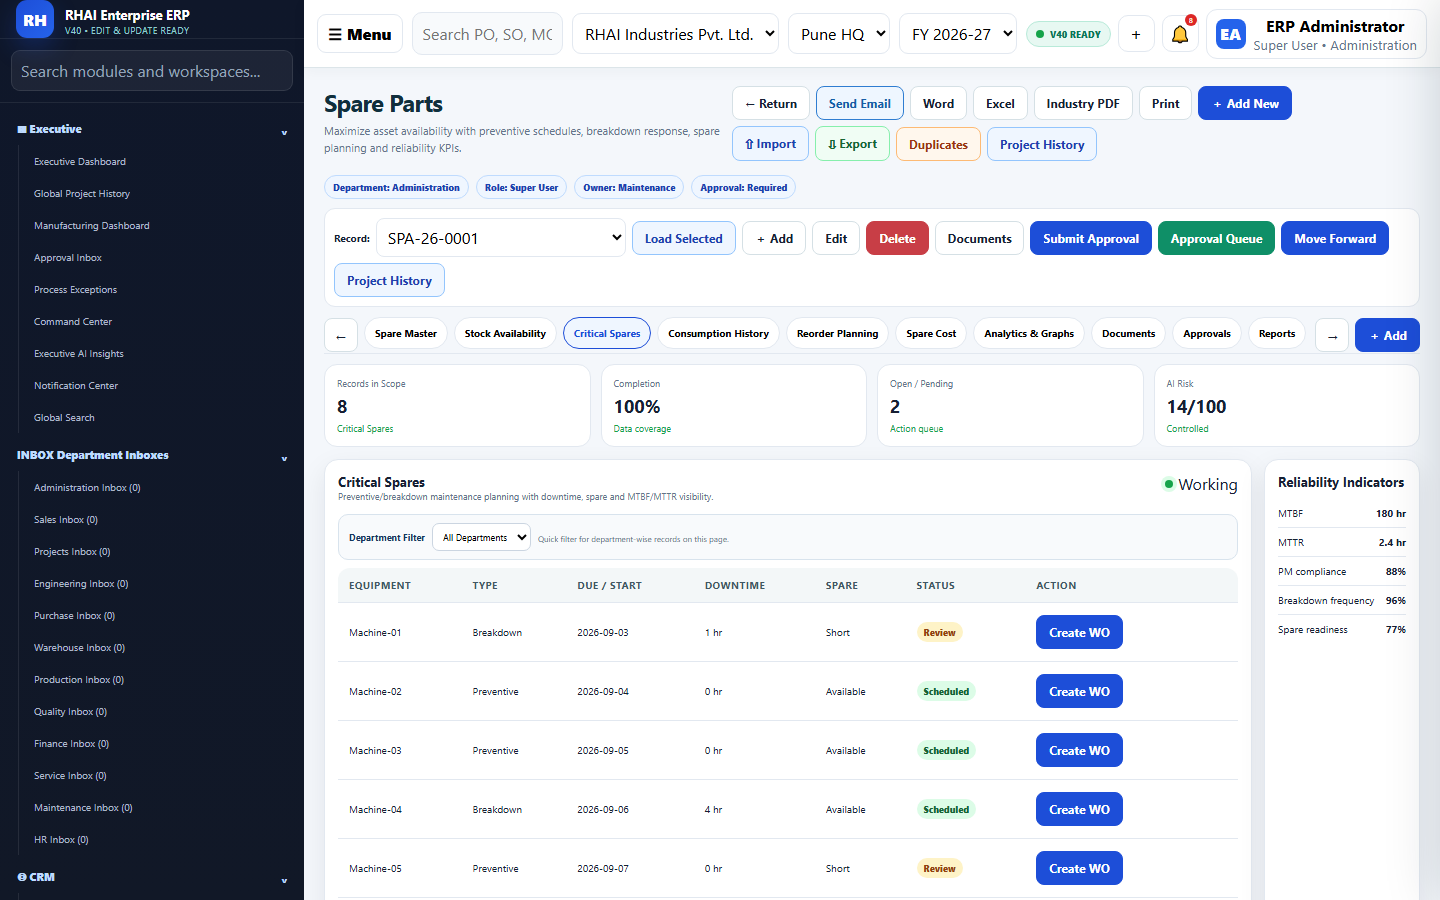 RH
RHAI Enterprise ERP
V40 • EDIT & UPDATE READY
Search modules and workspaces...
Executive
Executive Dashboard
Global Project History
Manufacturing Dashboard
Approval Inbox
Process Exceptions
Command Center
Executive AI Insights
Notification Center
Global Search
INBOX Department Inboxes
Administration Inbox (0)
Sales Inbox (0)
Projects Inbox (0)
Engineering Inbox (0)
Purchase Inbox (0)
Warehouse Inbox (0)
Production Inbox (0)
Quality Inbox (0)
Finance Inbox (0)
Service Inbox (0)
Maintenance Inbox (0)
HR Inbox (0)
CRM
☰ Menu
Search PO, SO, MO
RHAI Industries Pvt. Ltd.
Pune HQ
FY 2026-27
V40 READY
+
8
EA
ERP Administrator
Super User • Administration
Spare Parts
Maximize asset availability with preventive schedules, breakdown response, spare
planning and reliability KPIs.
← Return
Send Email
Word
Excel
Industry PDF
Print
+ Add New
⇧ Import
⇩ Export
Duplicates
Project History
Department: Administration
Role: Super User
Owner: Maintenance
Approval: Required
Record:
SPA-26-0001
Load Selected
+ Add
Edit
Delete
Documents
Submit Approval
Approval Queue
Move Forward
Project History
←
Spare Master
Stock Availability
Critical Spares
Consumption History
Reorder Planning
Spare Cost
Analytics & Graphs
Documents
Approvals
Reports
→
+ Add
Records in Scope
8
Critical Spares
Completion
100%
Data coverage
Open / Pending
2
Action queue
AI Risk
14/100
Controlled
Critical Spares
Preventive/breakdown maintenance planning with downtime, spare and MTBF/MTTR visibility.
Working
Department Filter
All Departments
Quick filter for department-wise records on this page.
EQUIPMENT TYPE DUE / START DOWNTIME SPARE STATUS ACTION
Machine-01 Breakdown 2026-09-03 1 hr Short Review Create WO
Machine-02 Preventive 2026-09-04 0 hr Available Scheduled Create WO
Machine-03 Preventive 2026-09-05 0 hr Available Scheduled Create WO
Machine-04 Breakdown 2026-09-06 4 hr Available Scheduled Create WO
Machine-05 Preventive 2026-09-07 0 hr Short Review Create WO
Reliability Indicators
MTBF 180 hr
MTTR 2.4 hr
PM compliance 88%
Breakdown frequency 96%
Spare readiness 77%